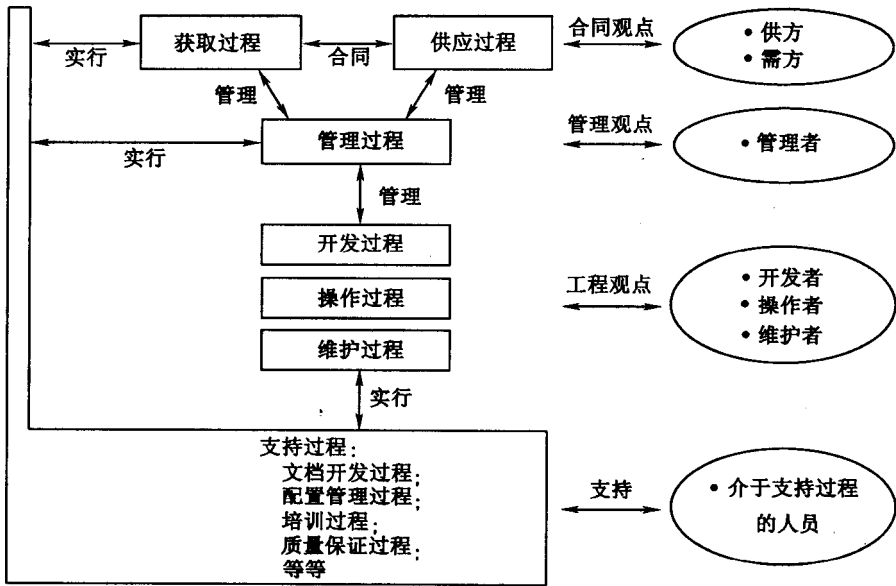 获取过程
供应过程
合同观点
• 供方
• 需方
实行
合同
管理
管理
管理过程
管理观点
• 管理者
实行
管理
开发过程
操作过程
维护过程
工程观点
• 开发者
• 操作者
• 维护者
实行
支持过程:
文档开发过程;
配置管理过程;
培训过程;
质量保证过程;
等等
支持
• 介于支持过程
的人员